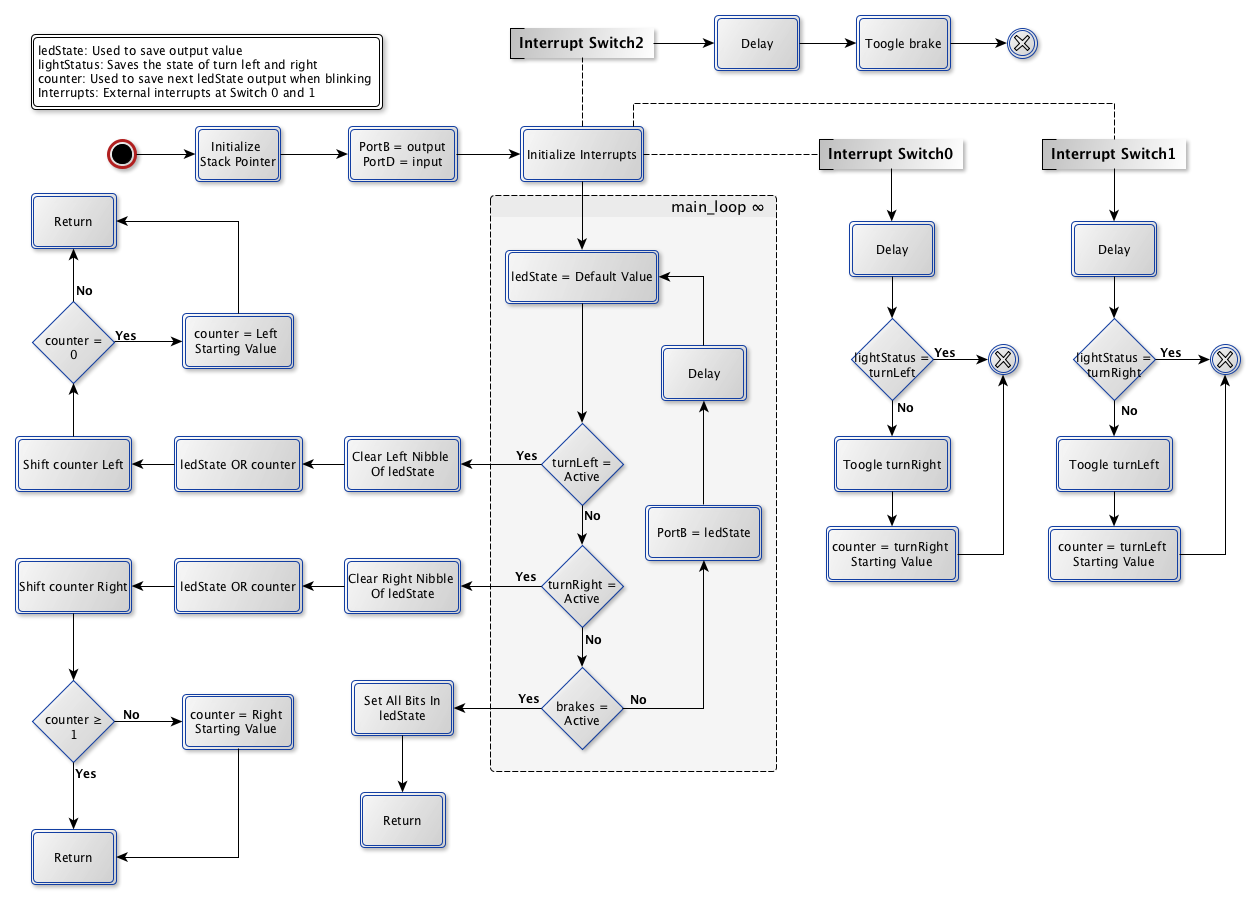 ledState: Used to save output value
lightStatus: Saves the state of turn left and right
counter: Used to save next ledState output when blinking
Interrupts: External interrupts at Switch 0 and 1
Interrupt Switch2
Delay
Toogle brake
Initialize
Stack Pointer
PortB = output
PortD = input
Initialize Interrupts
Interrupt Switch0
Interrupt Switch1
main_loop ∞
ledState = Default Value
Delay
PortB = ledState
turnLeft =
Active
Yes
No
turnRight =
Active
Yes
No
brakes =
Active
Yes
No
Clear Left Nibble
Of ledState
ledState OR counter
Shift counter Left
counter =
0
No
Yes
counter = Left
Starting Value
Return
Clear Right Nibble
Of ledState
ledState OR counter
Shift counter Right
counter ≥
1
No
Yes
counter = Right
Starting Value
Return
Set All Bits In
ledState
Return
Delay
lightStatus =
turnLeft
Yes
No
Toogle turnRight
counter = turnRight
Starting Value
Delay
lightStatus =
turnRight
Yes
No
Toogle turnLeft
counter = turnLeft
Starting Value